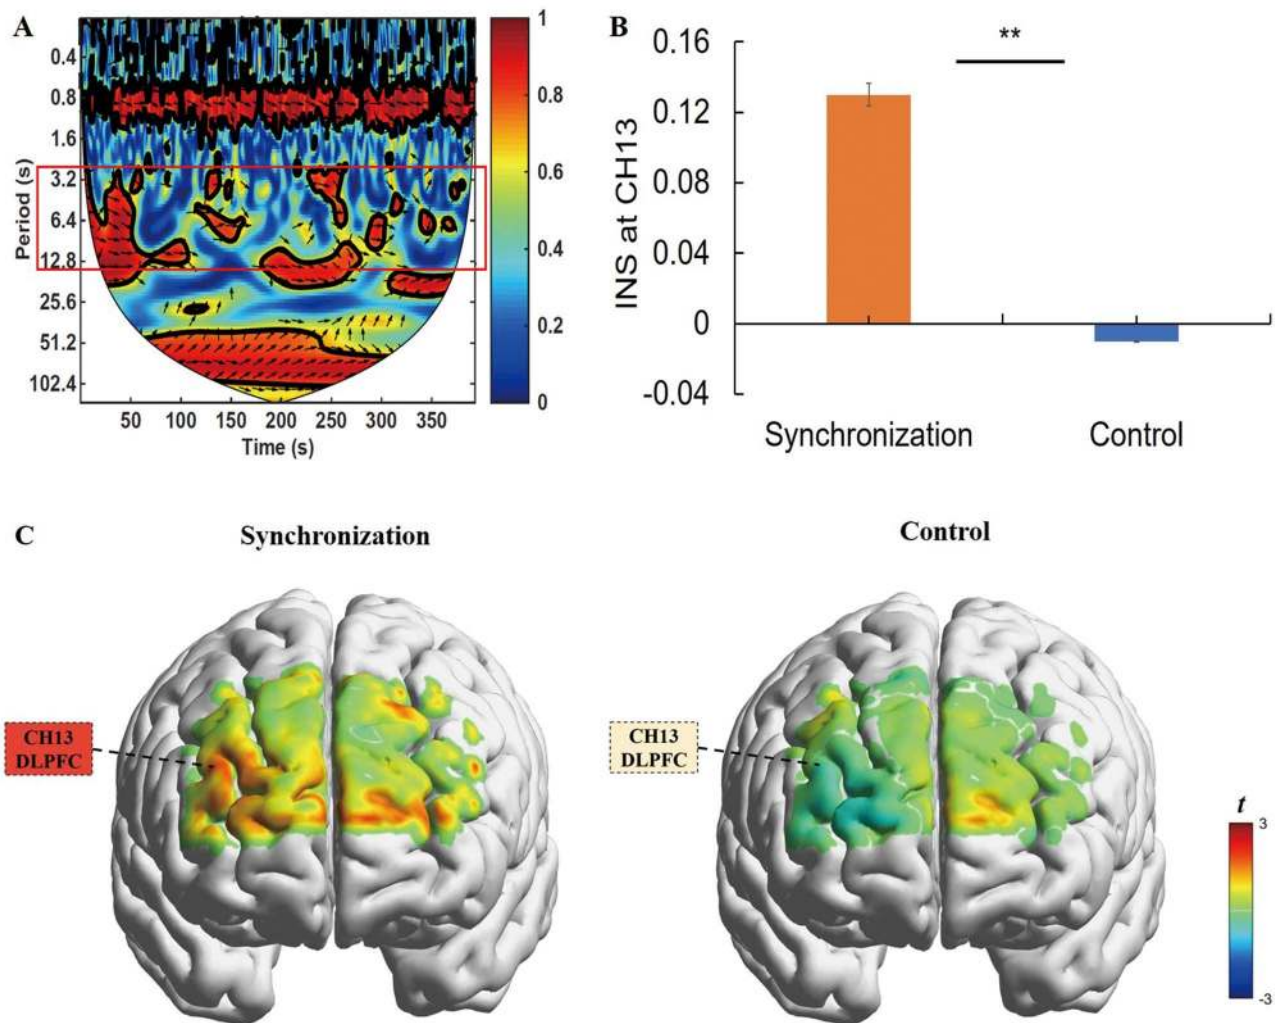 A
0.4
0.8
1.6
3.2
6.4
12.8
25.6
51.2
102.4
Period (s)
50 100 150 200 250 300 350
Time (s)
1
0.8
0.6
0.4
0.2
0
B
**
0.16
0.12
0.08
0.04
0
-0.04
INS at CH13
Synchronization Control
C
Synchronization
Control
CH13
DLPFC
CH13
DLPFC
t
3
-3